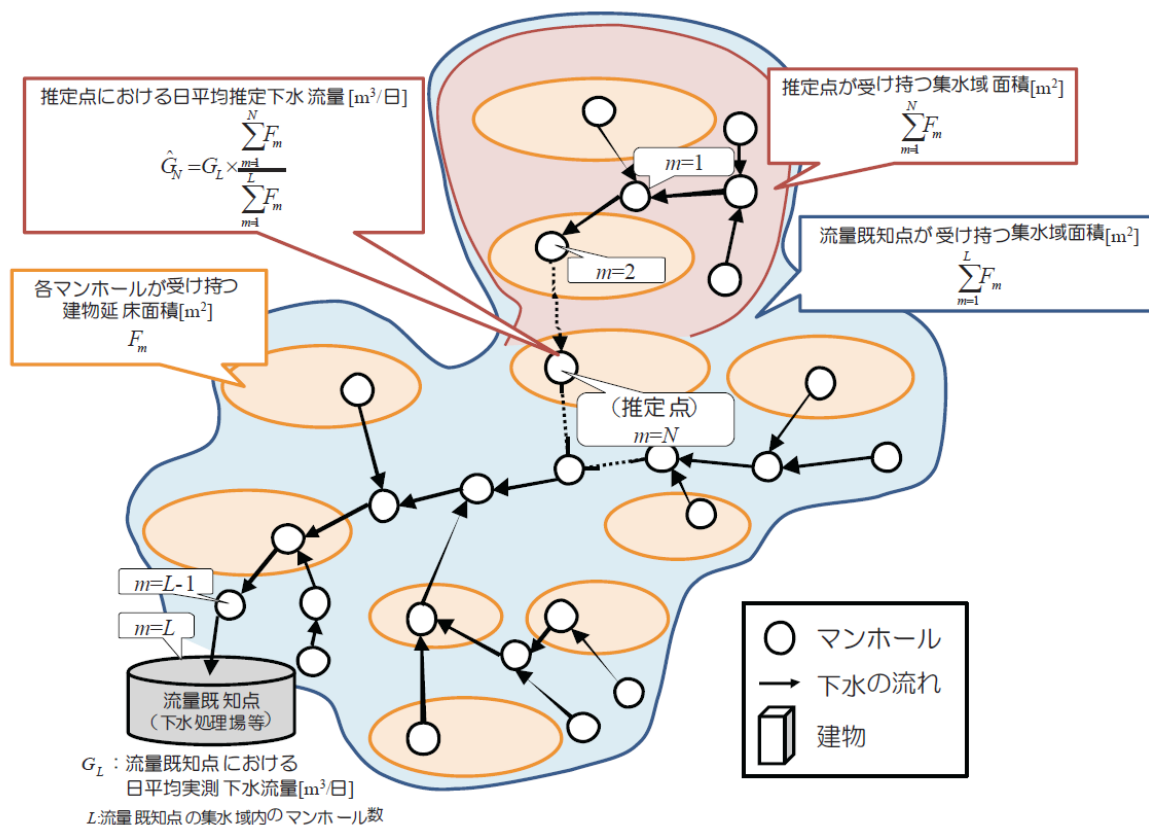 推定点における日平均推定下水流量[m³/日]
Ĝ_N=G_L×∑_{m=1}^{N}F_m/∑_{m=1}^{L}F_m
推定点が受け持つ集水域面積[m²]
∑_{m=1}^{N}F_m
流量既知点が受け持つ集水域面積[m²]
∑_{m=1}^{L}F_m
各マンホールが受け持つ
建物延床面積[m²]
F_m
m=1
m=2
(推定点)
m=N
m=L-1
m=L
流量既知点
(下水処理場等)
G_L:流量既知点における
日平均実測下水流量[m³/日]
L:流量既知点の集水域内のマンホール数
マンホール
下水の流れ
建物